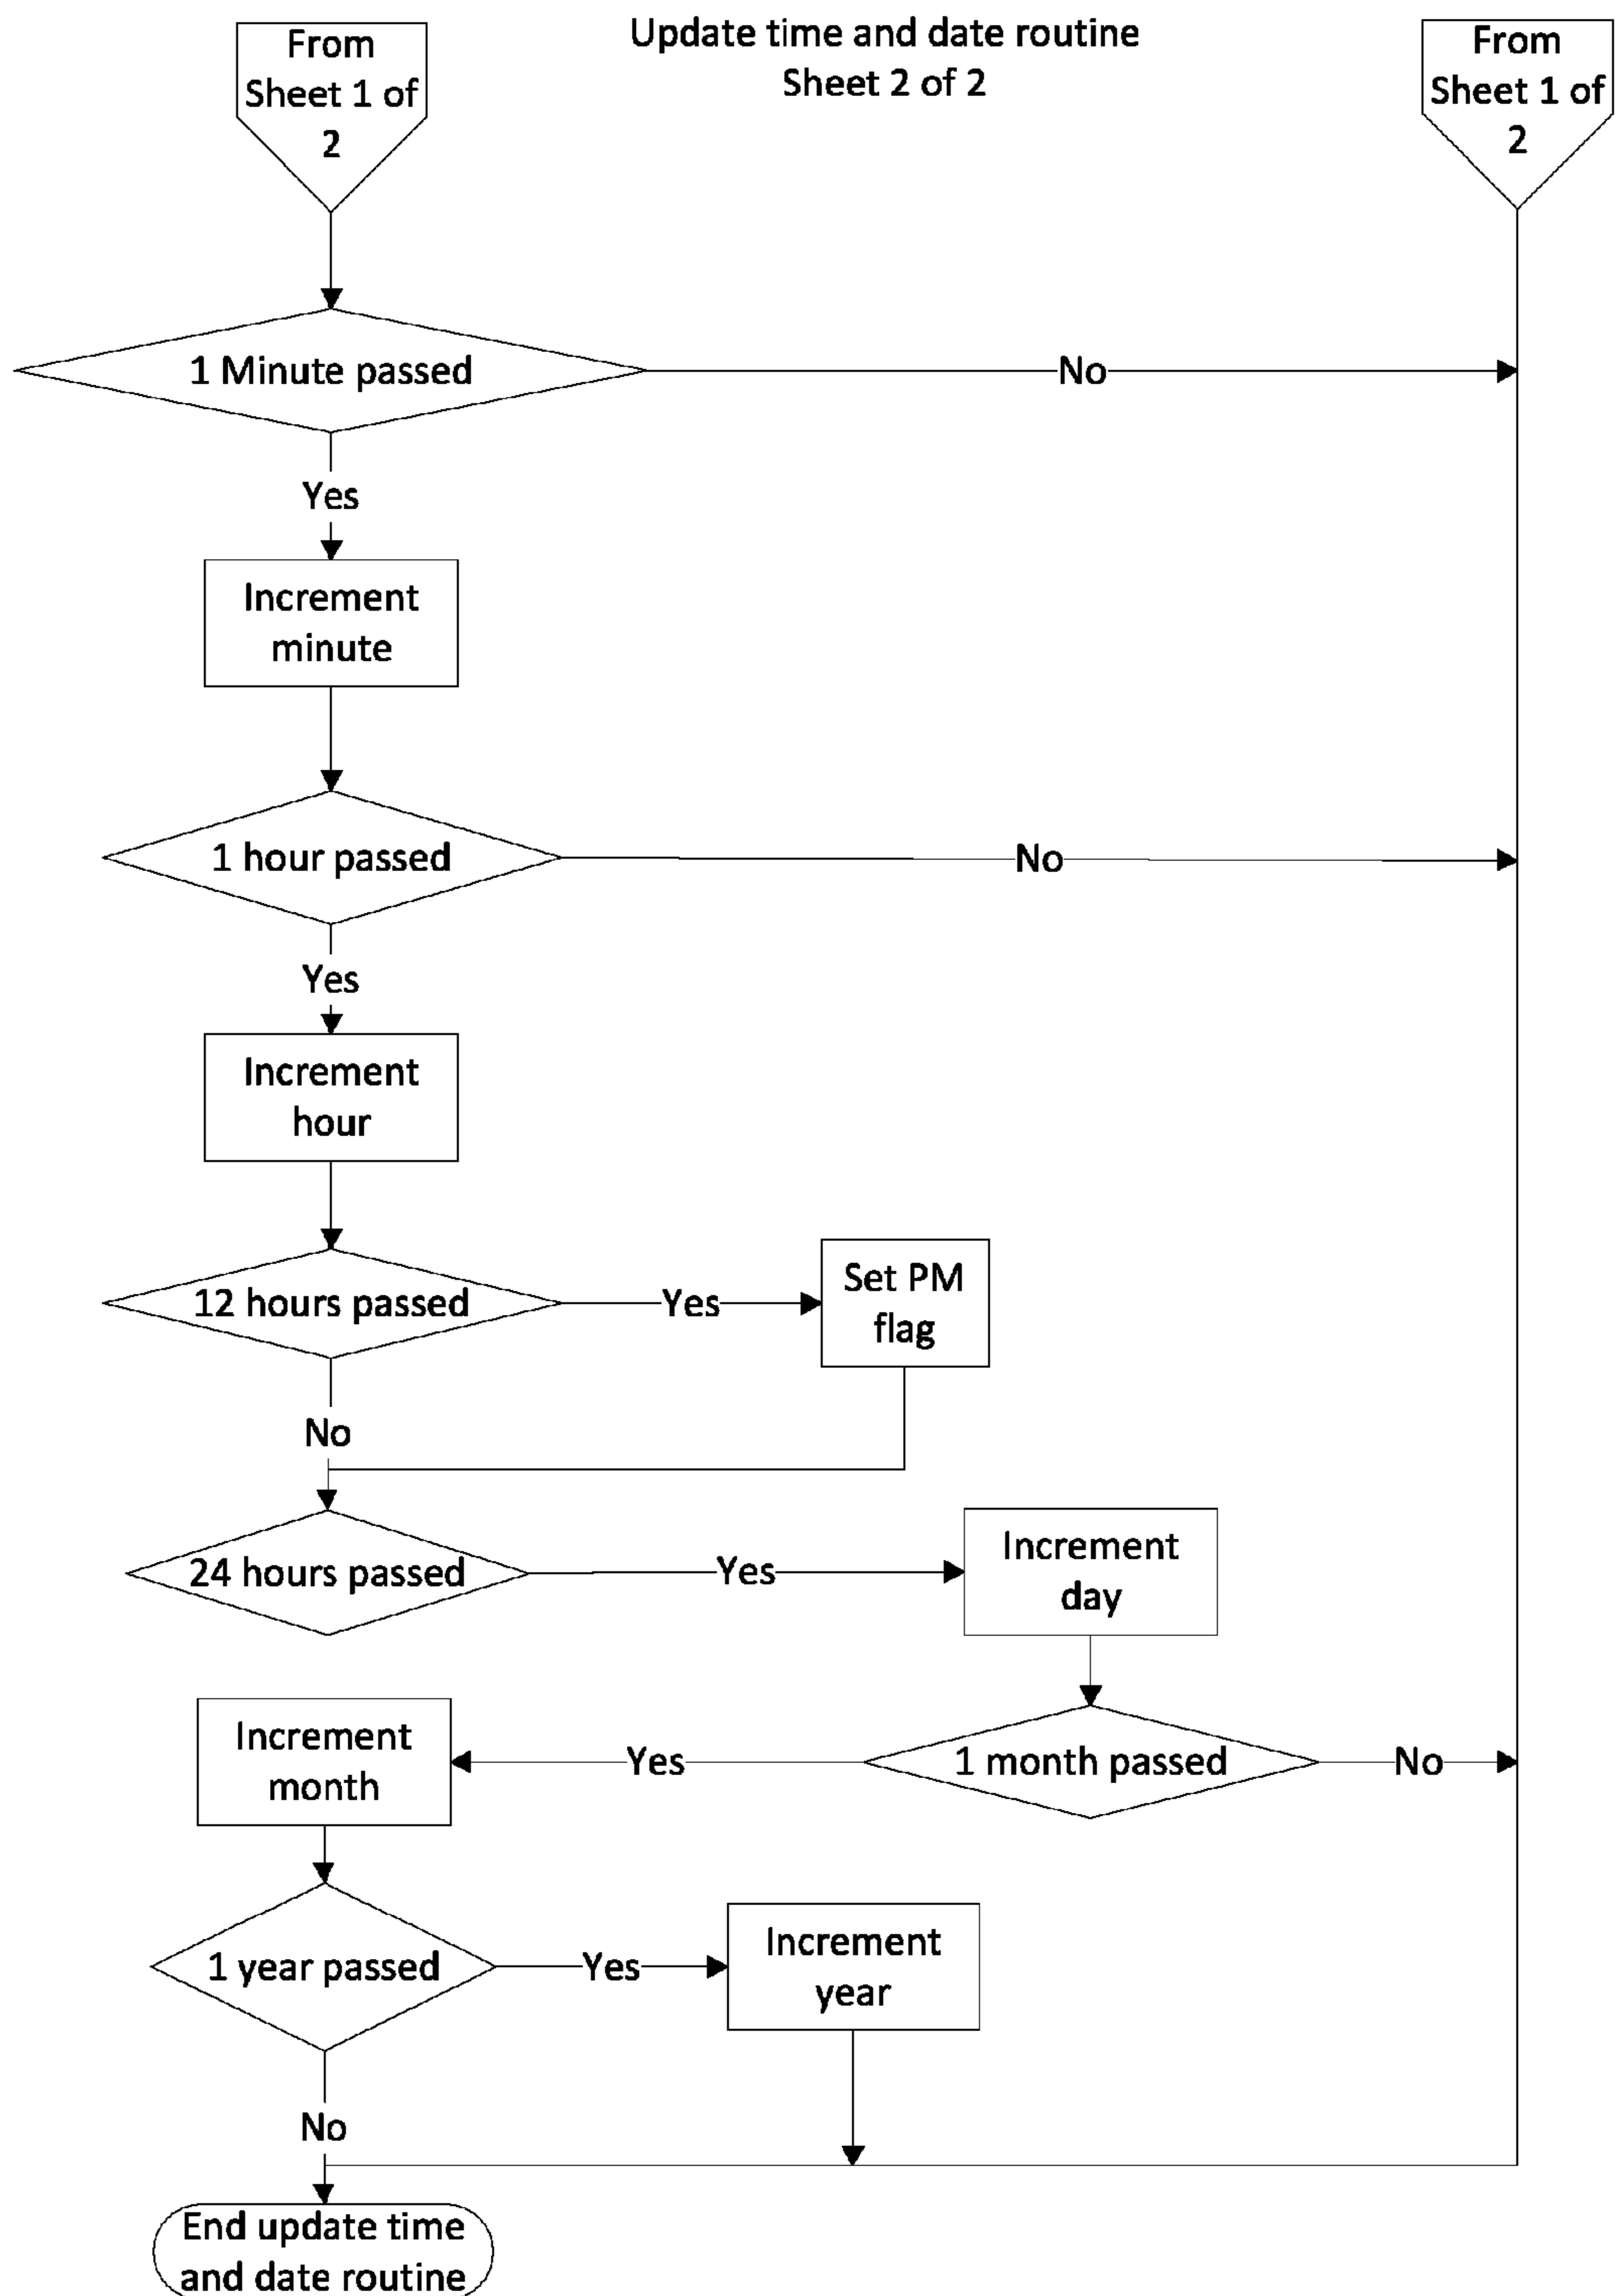 From
Sheet 1 of
2
Update time and date routine
Sheet 2 of 2
From
Sheet 1 of
2
1 Minute passed
No
Yes
Increment
minute
1 hour passed
No
Yes
Increment
hour
12 hours passed
Yes
Set PM
flag
No
24 hours passed
Yes
Increment
day
Increment
month
Yes
1 month passed
No
1 year passed
Yes
Increment
year
No
End update time
and date routine